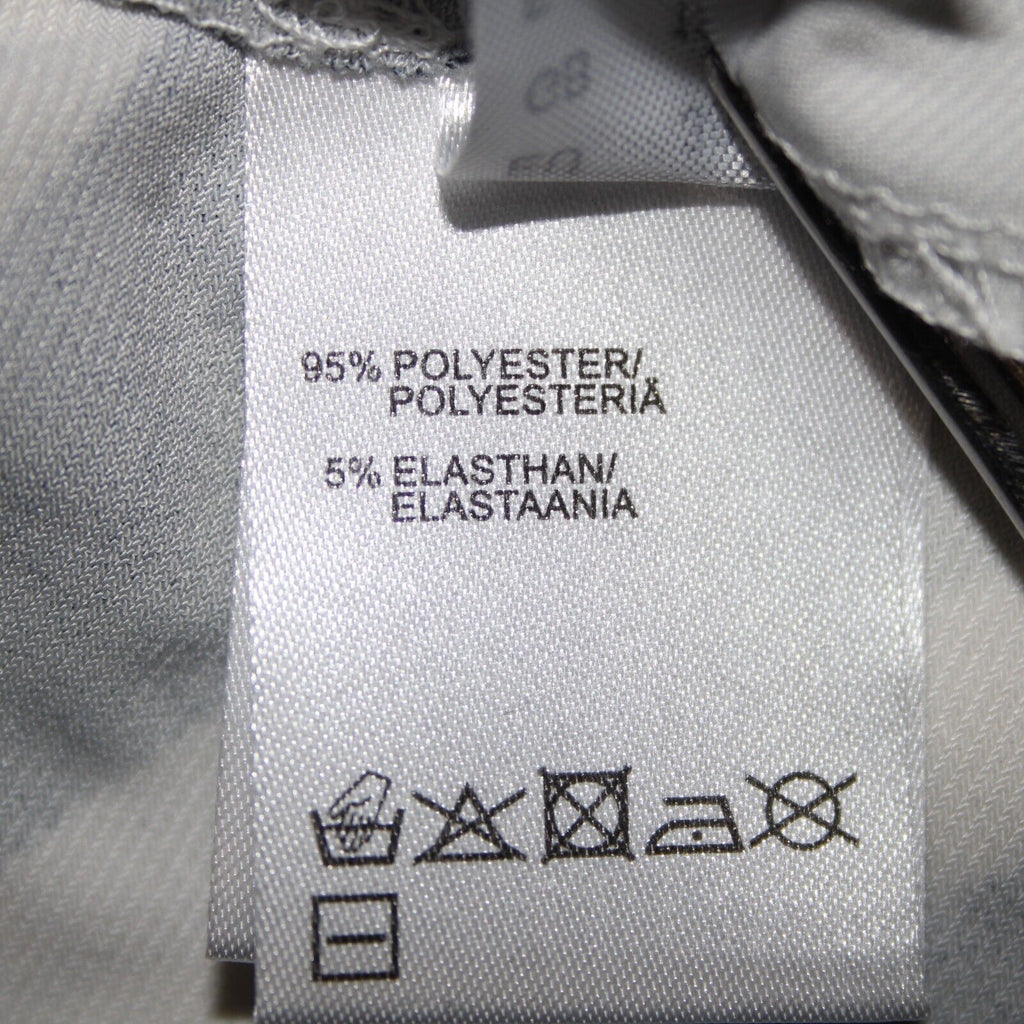 95% POLYESTER/
POLYESTERIÄ
5% ELASTHAN/
ELASTAANIA